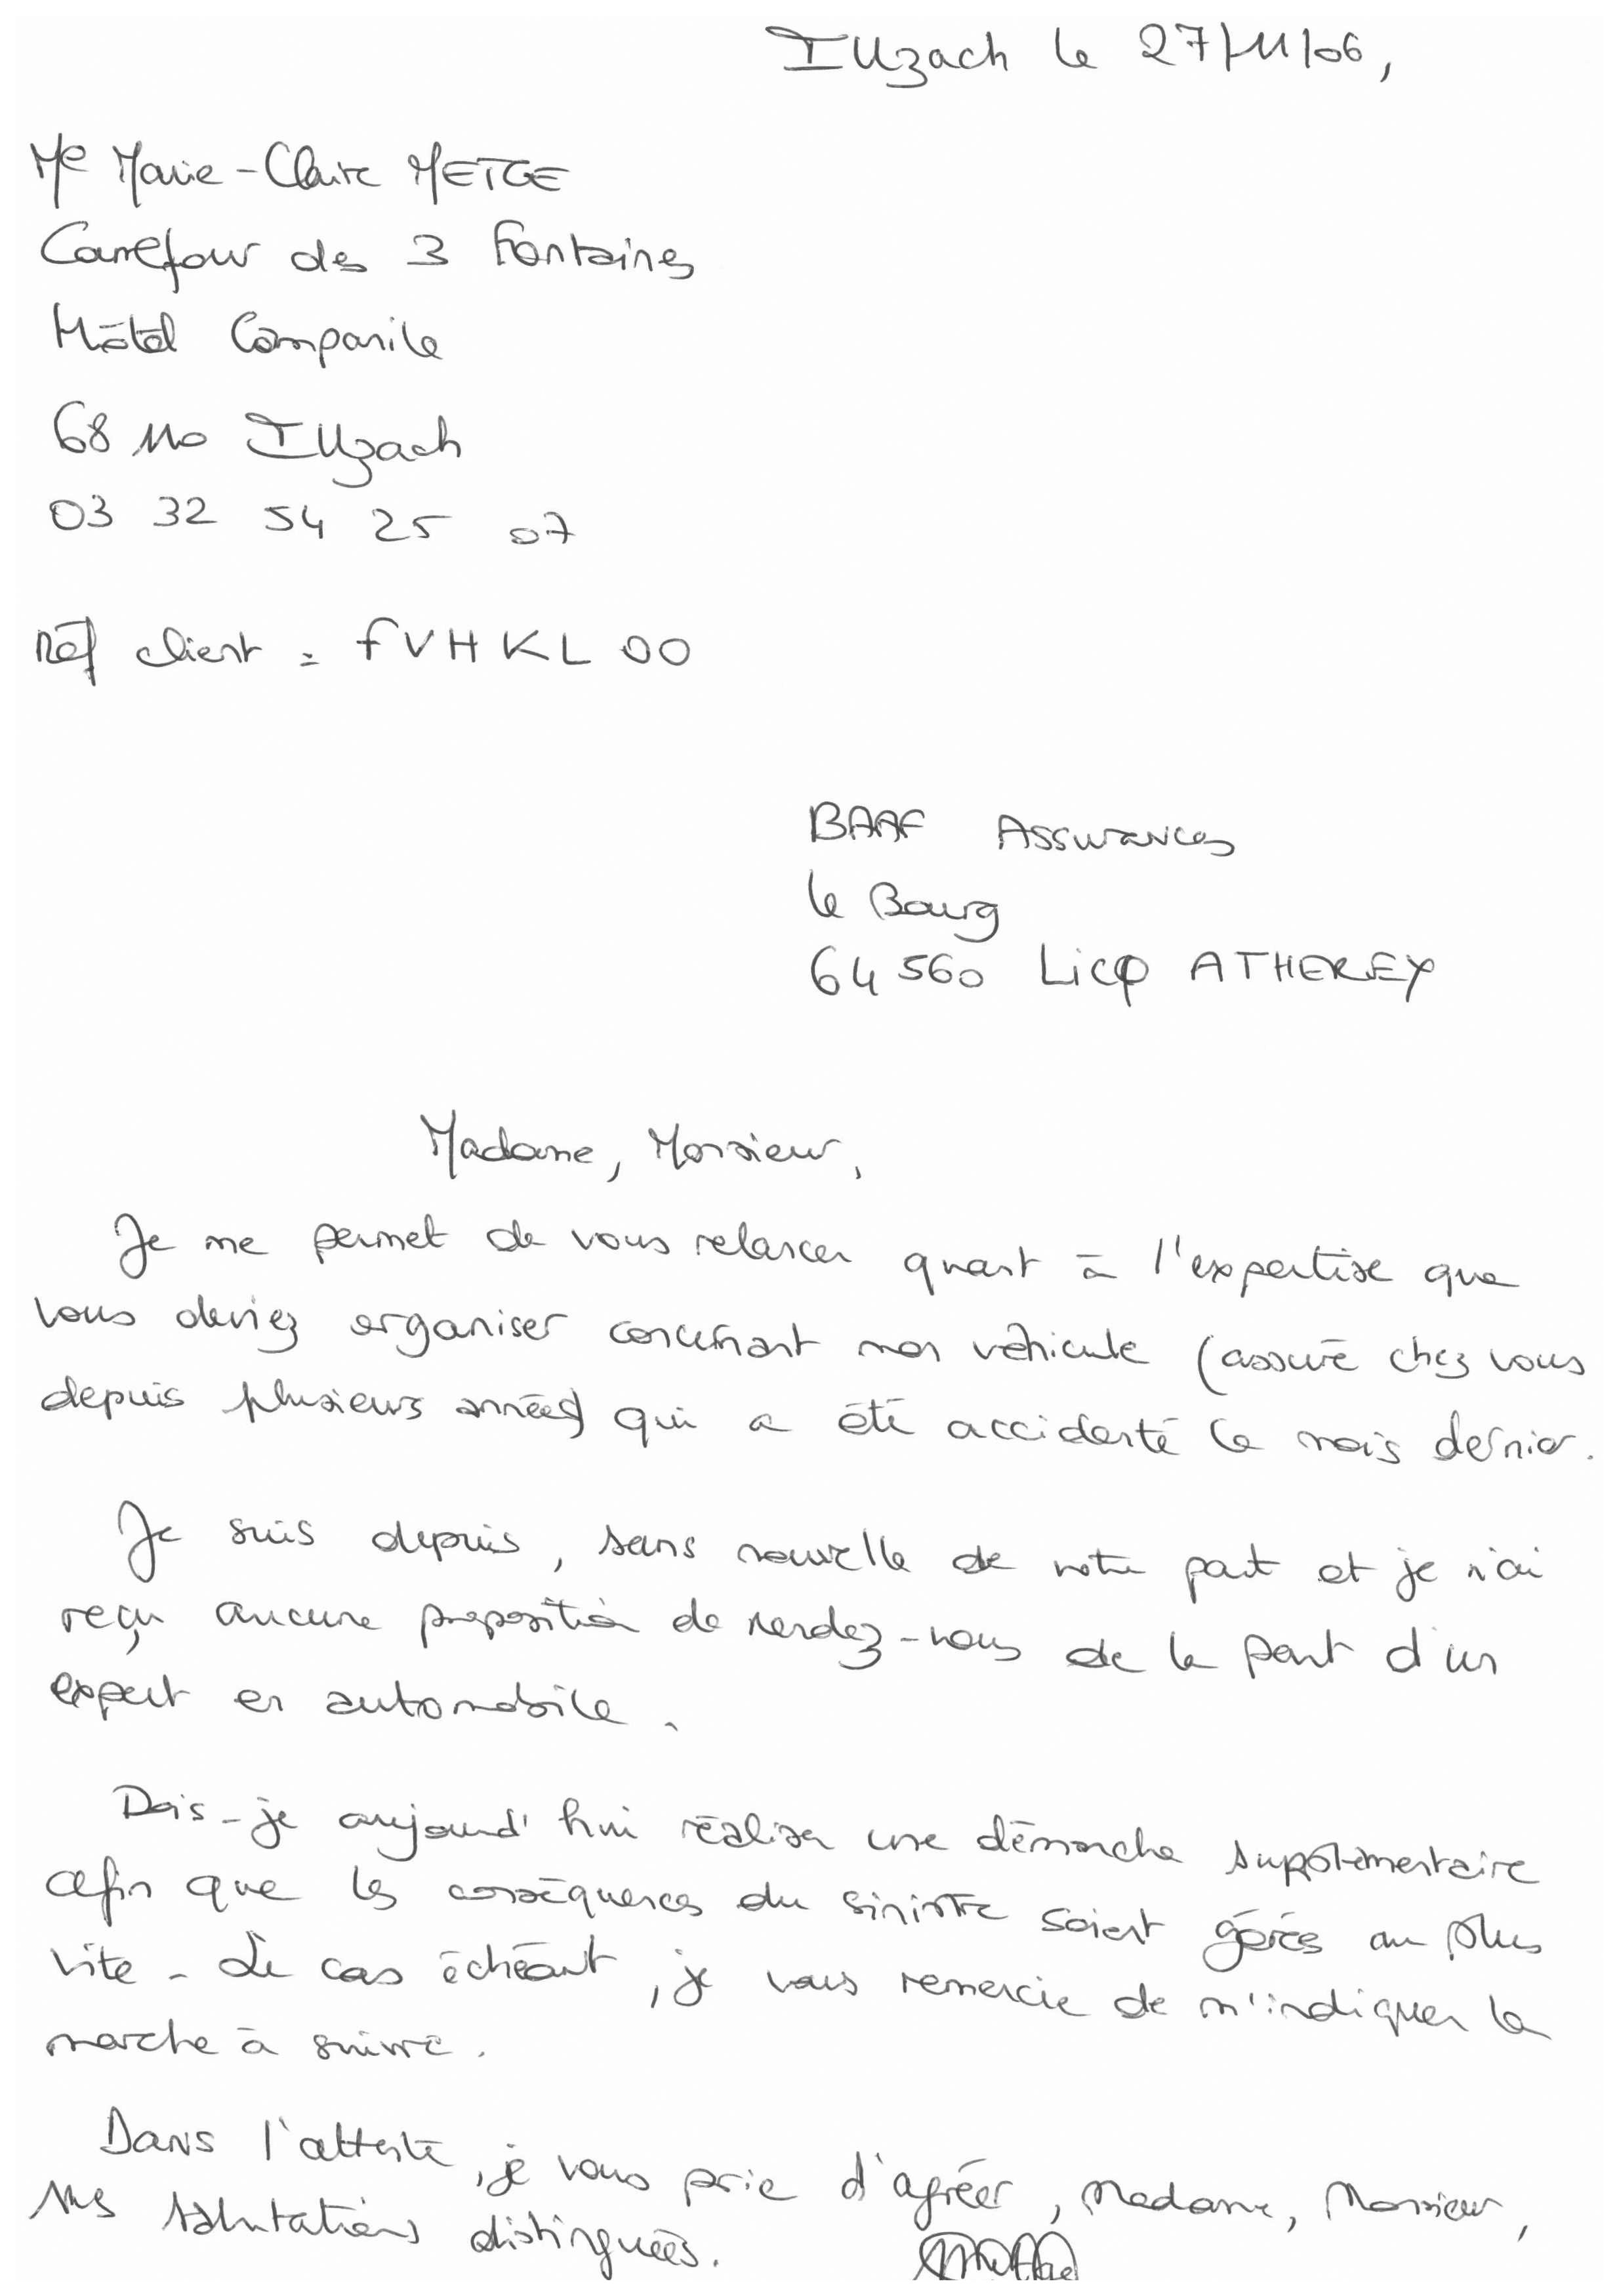 Illzach le 27/11/06,
Me Marie-Claire METGE
Carrefour des 3 Fontaines
Hôtel Companile
68 110 Illzach
03 32 54 25 07
Réf client : fVHKL00
BAAF Assurances
le Bourg
64 560 Licq ATHEREY
Madame, Monsieur,
Je me permet de vous relancer quant à l'expertise que
vous deviez organiser concernant mon véhicule (assuré chez vous
depuis plusieurs années) qui a été accidenté le mois dernier.
Je suis depuis, sans nouvelle de votre part et je n'ai
reçu aucune proposition de rendez-vous de la part d'un
expert en automobile.
Dois-je aujourd'hui réaliser une démarche supplémentaire
afin que les conséquences du sinistre soient gérés au plus
vite. Le cas échéant, je vous remercie de m'indiquer la
marche à suivre.
Dans l'attente, je vous prie d'agréer, Madame, Monsieur,
Mes Salutations distinguées.